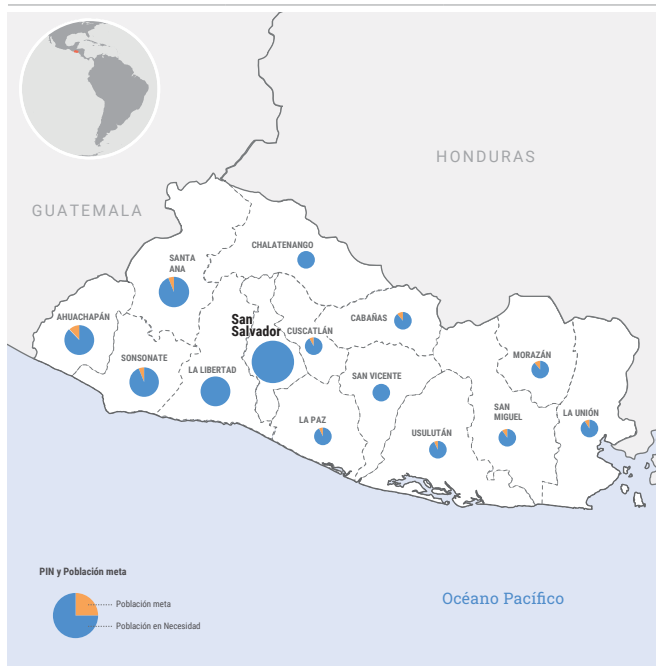 HONDURAS
GUATEMALA
CHALATENANGO
SANTA
ANA
AHUACHAPÁN
San
Salvador
CUSCATLÁN
CABAÑAS
SONSONATE
LA LIBERTAD
SAN VICENTE
MORAZÁN
LA PAZ
USULUTÁN
SAN
MIGUEL
LA UNIÓN
PIN y Población meta
Población meta
Población en Necesidad
Océano Pacífico